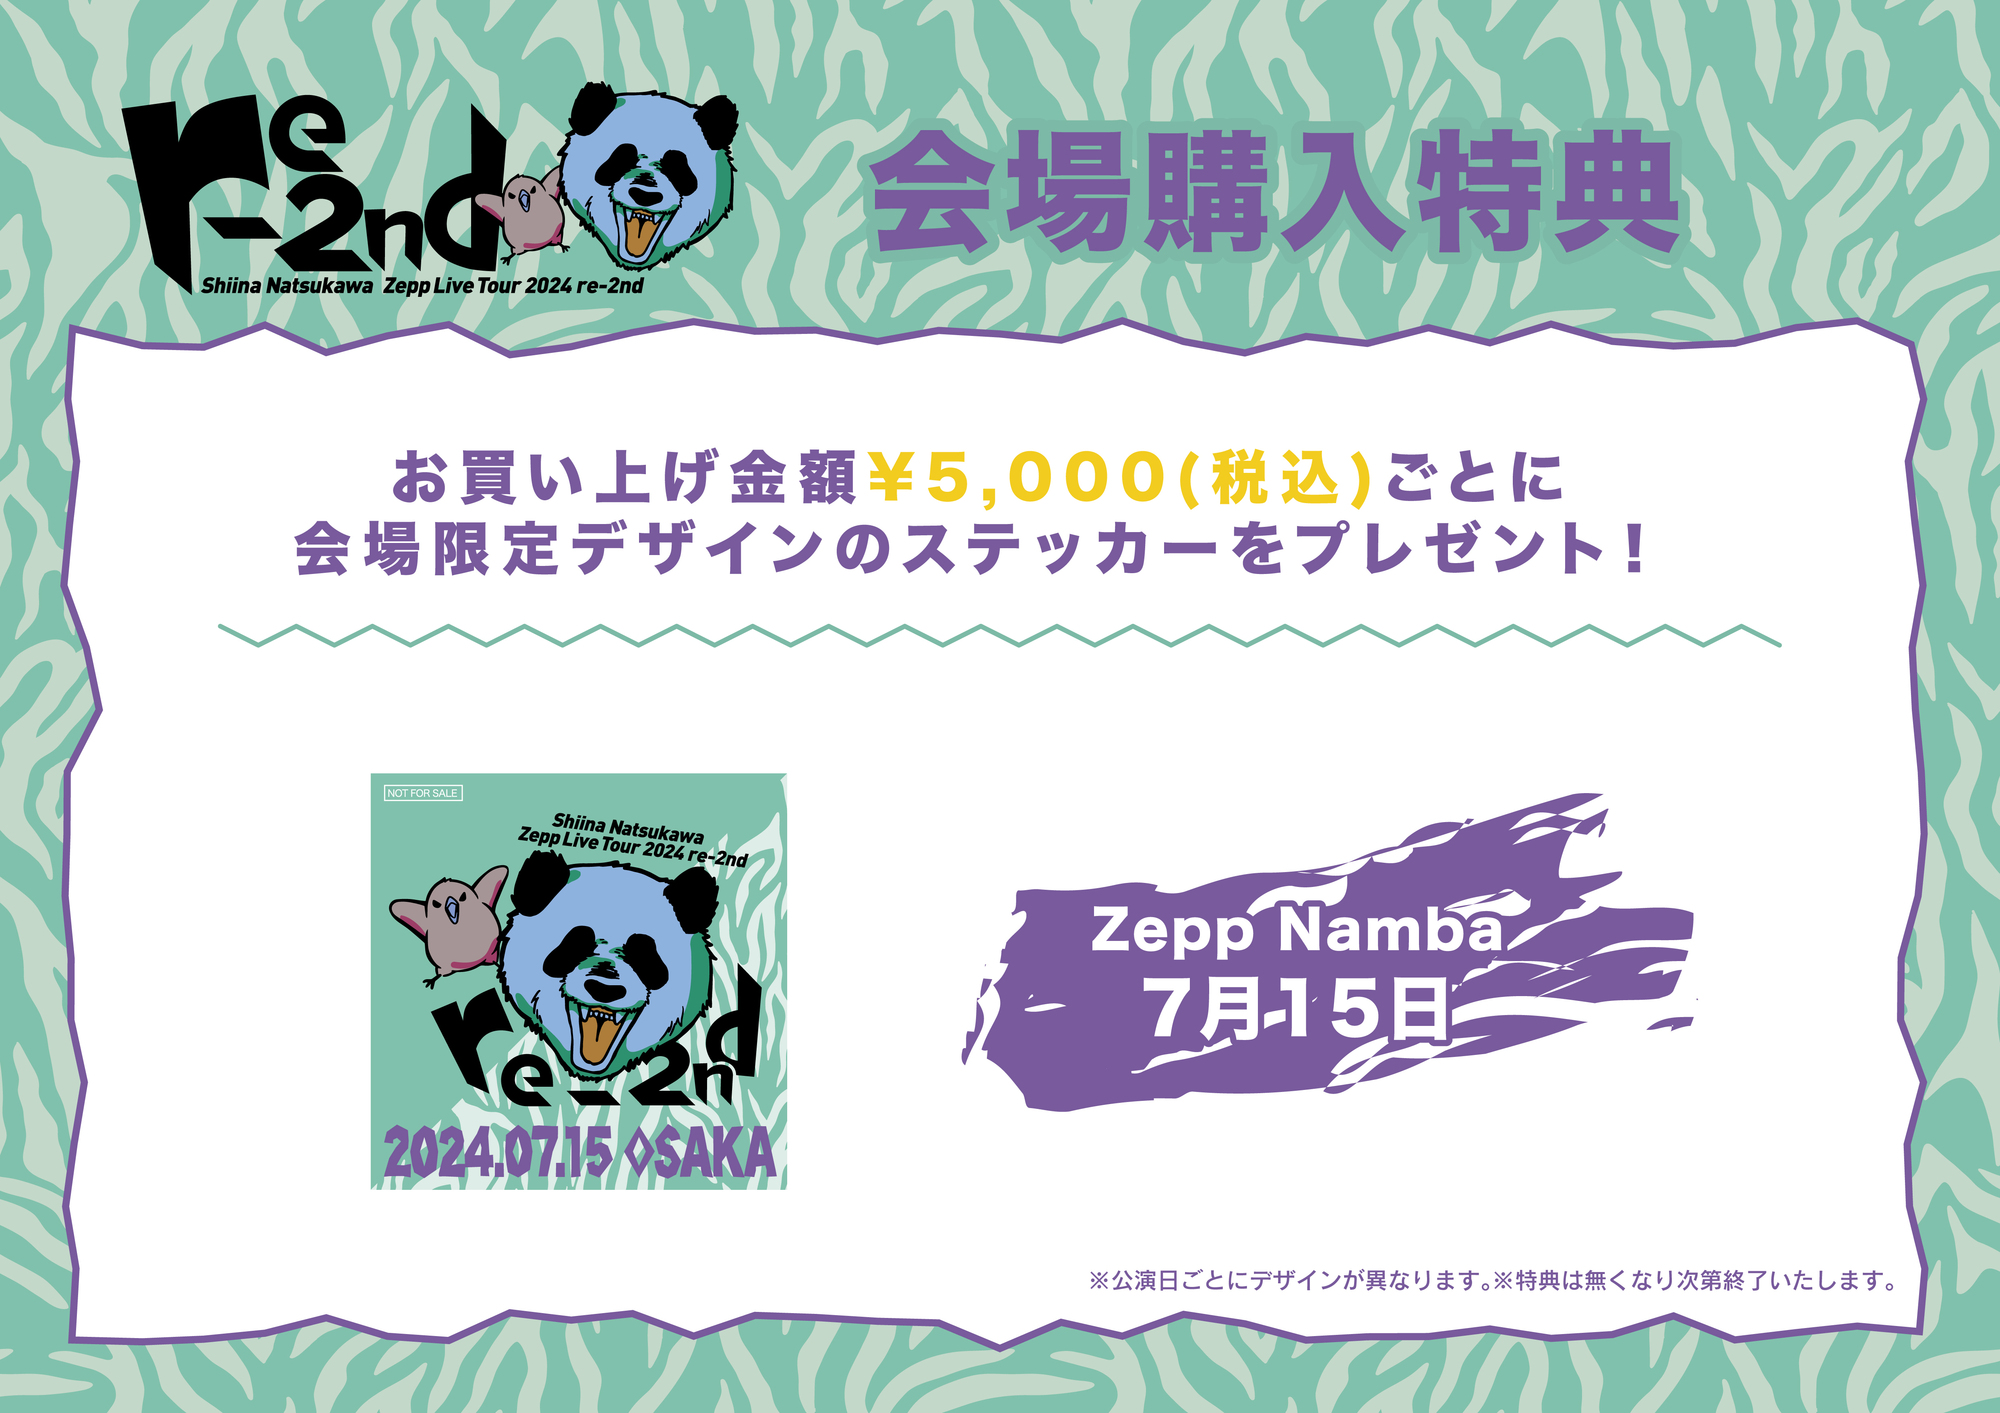 re-2nd
Shiina Natsukawa Zepp Live Tour 2024 re-2nd
会場購入特典
お買い上げ金額¥5,000(税込)ごとに
会場限定デザインのステッカーをプレゼント!
NOT FOR SALE
Shiina Natsukawa
Zepp Live Tour 2024 re-2nd
re-2nd
2024.07.15 OSAKA
Zepp Namba
7月15日
※公演日ごとにデザインが異なります。※特典は無くなり次第終了いたします。